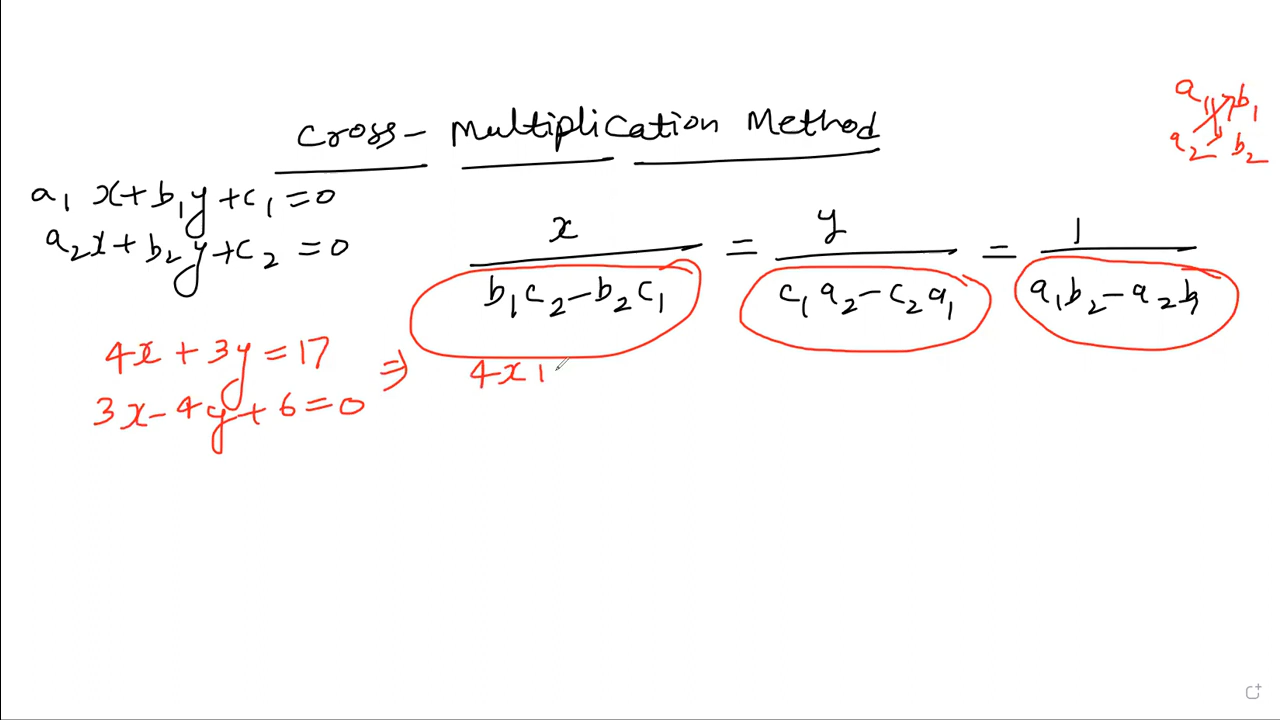 Cross- Multiplication Method
a₁ x+b₁y+c₁=0
a₂x+b₂y+c₂=0
x/(b₁c₂-b₂c₁) = y/(c₁a₂-c₂a₁) = 1/(a₁b₂-a₂b₁)
a₁ b₁
a₂ b₂
4x+3y=17 ⇒ 4x1
3x-4y+6=0